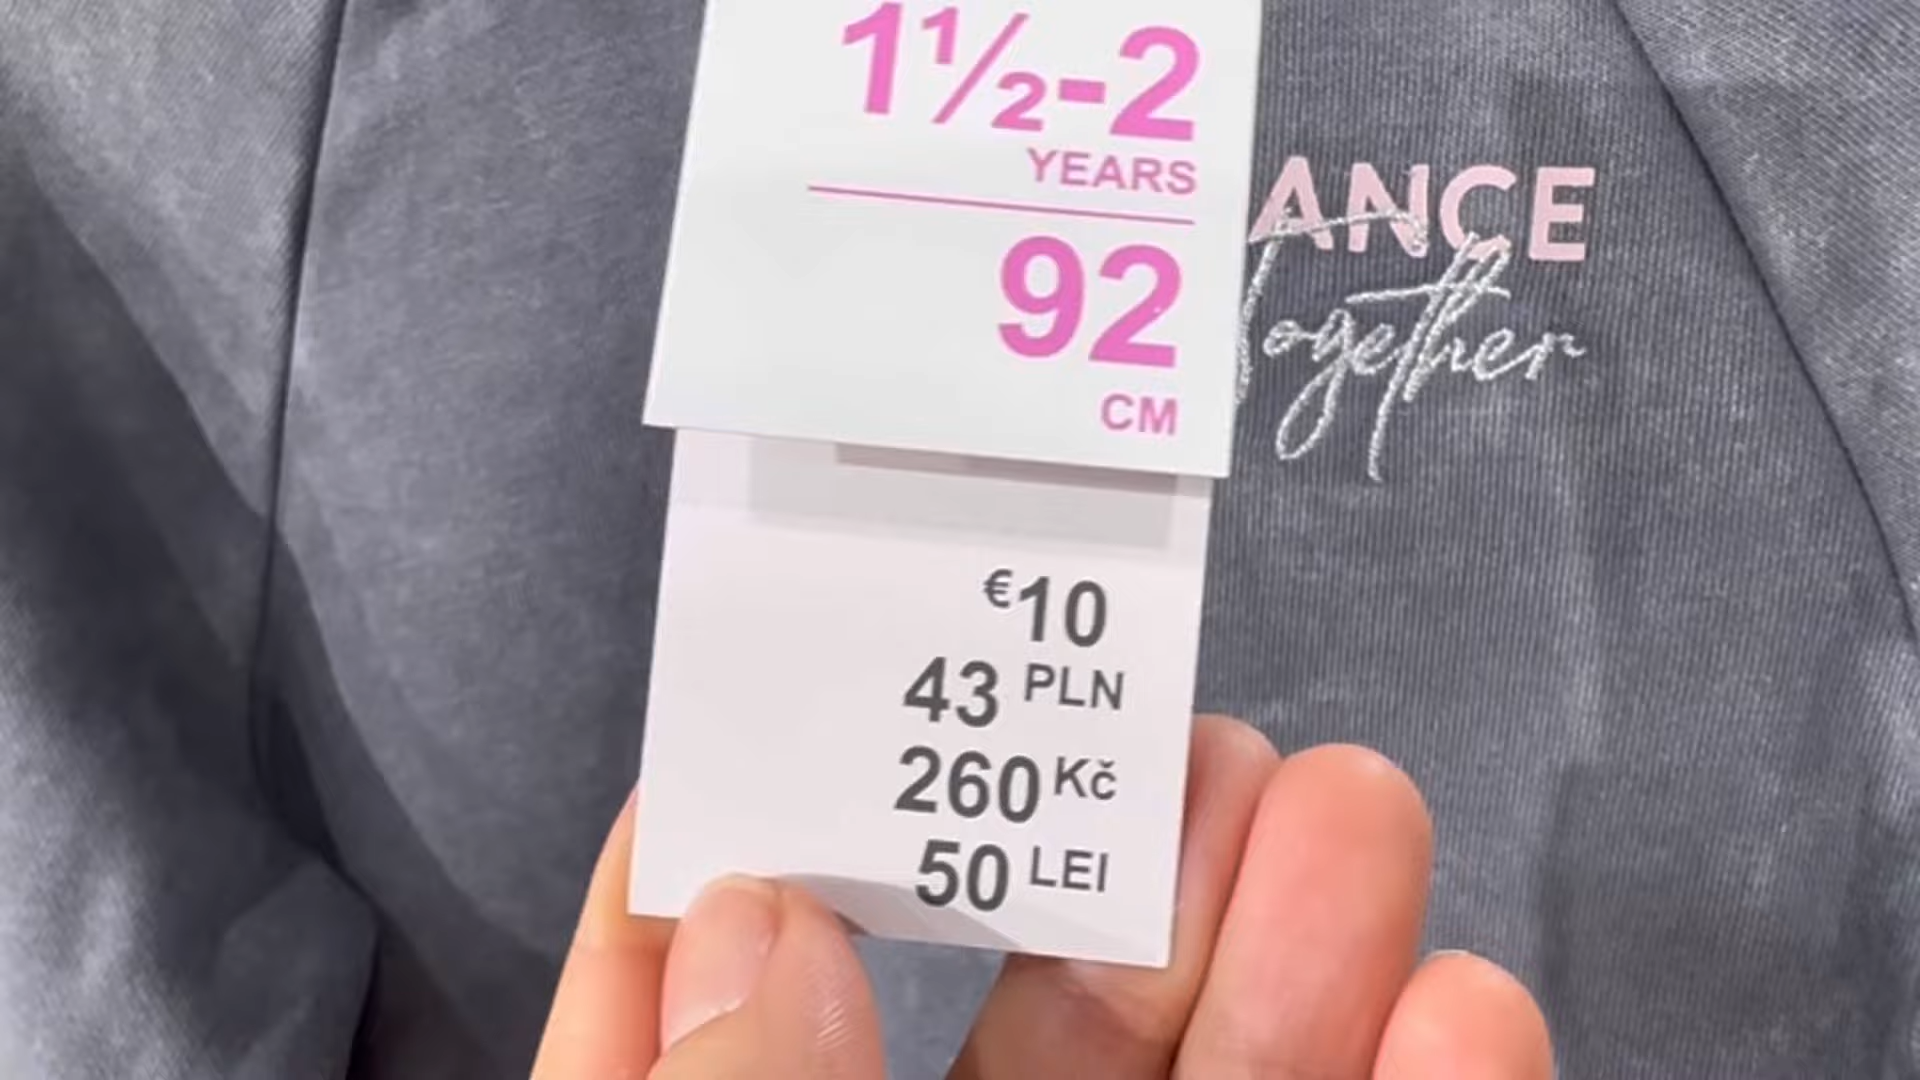 1½-2
YEARS
92
CM
ANCE
Together
€10
43 PLN
260 Kč
50 LEI